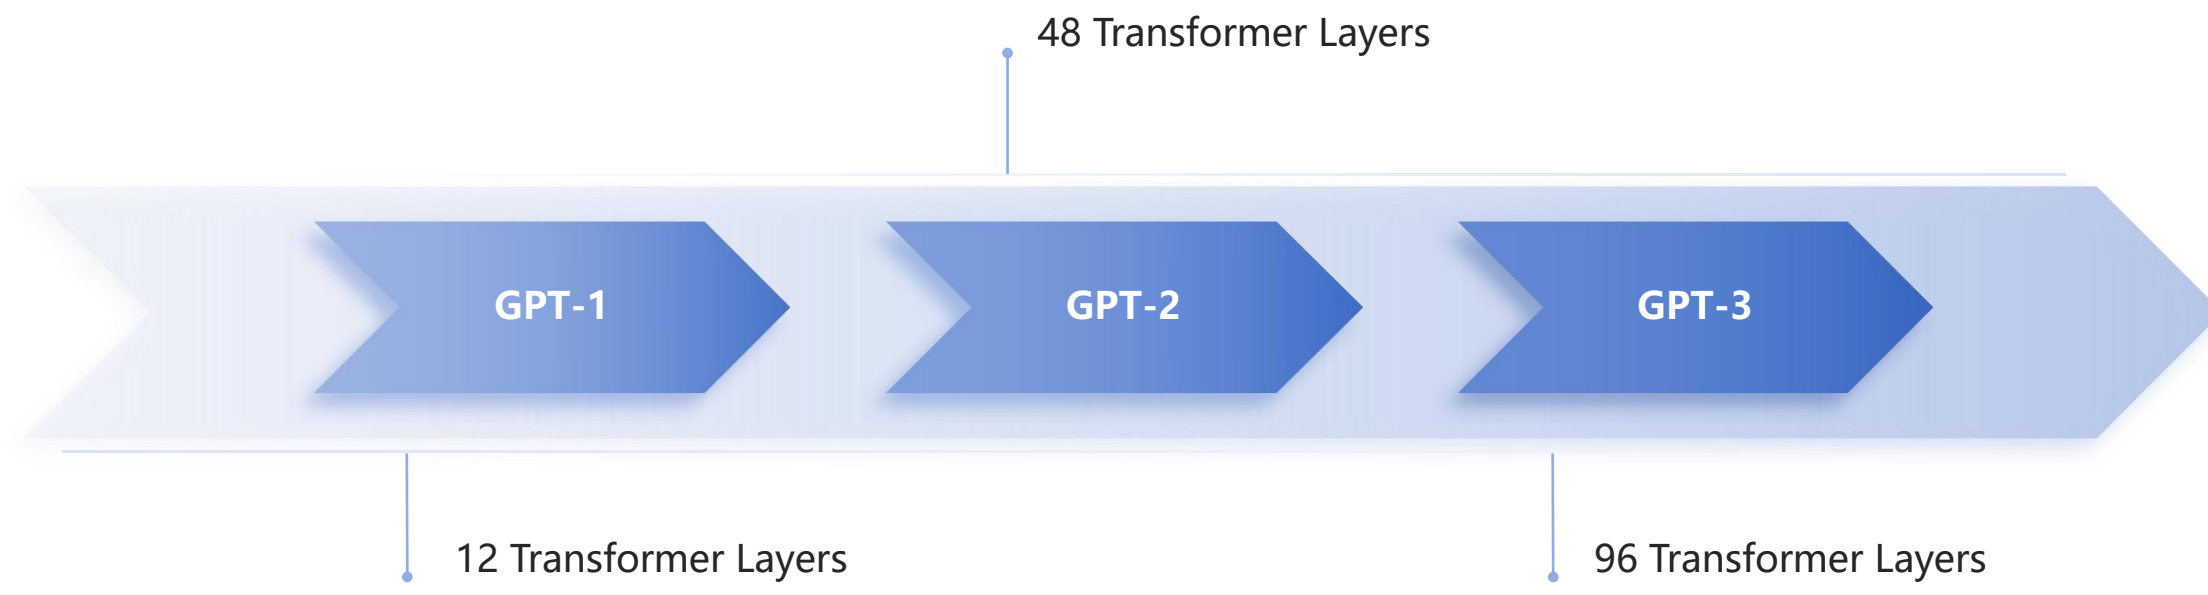 48 Transformer Layers
GPT-1
GPT-2
GPT-3
12 Transformer Layers
96 Transformer Layers